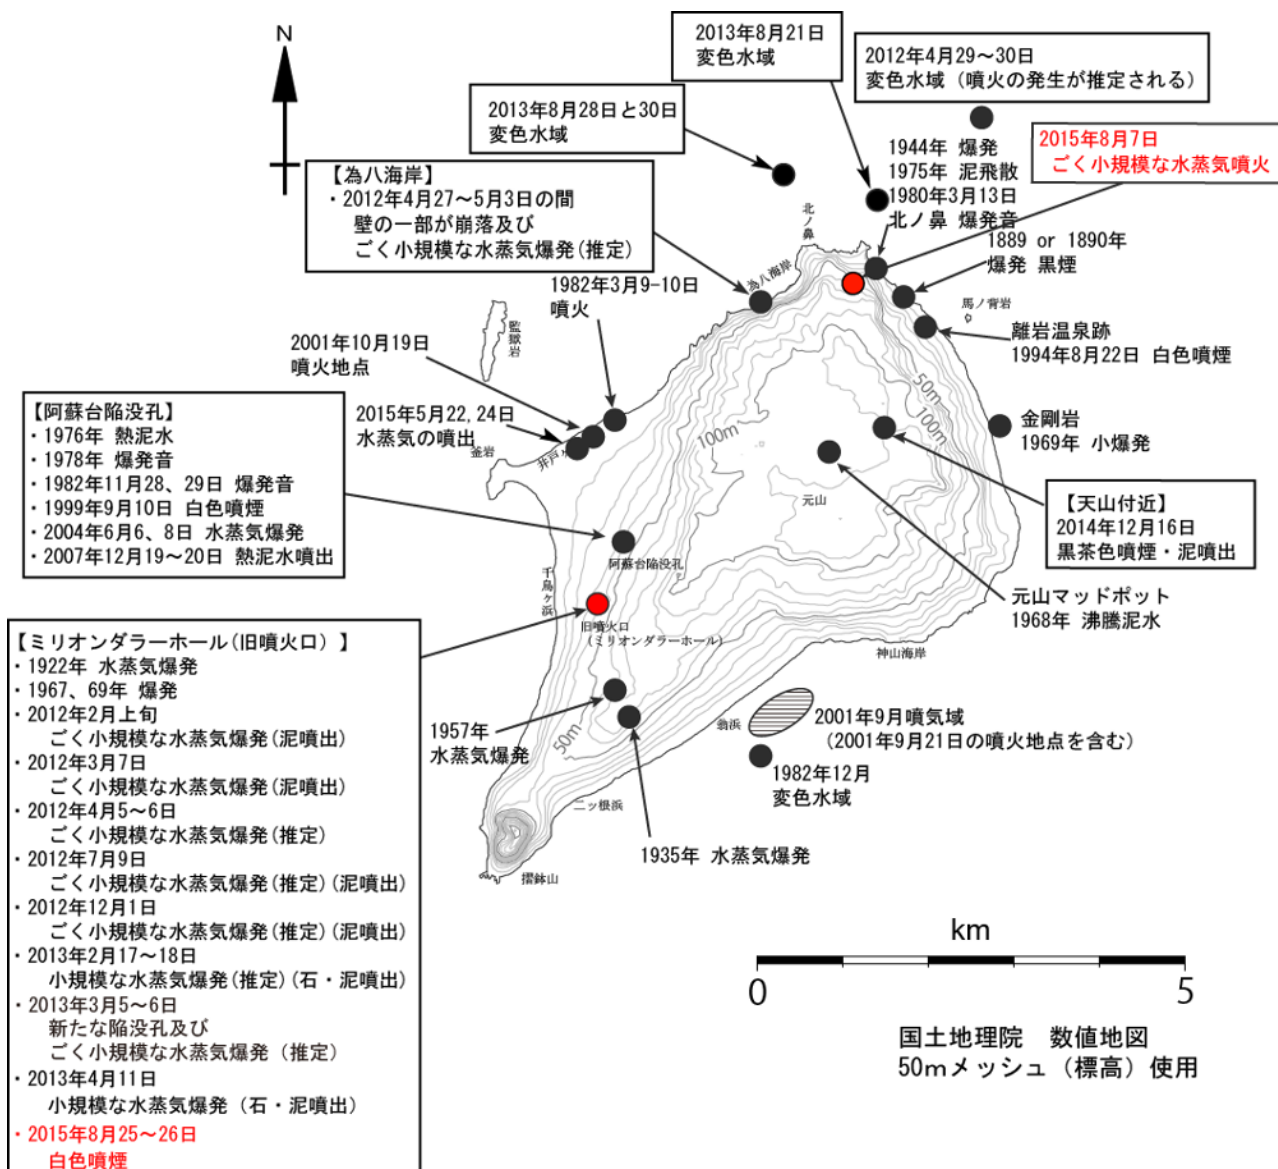 N
2013年8月21日
変色水域
2012年4月29～30日
変色水域（噴火の発生が推定される）
2013年8月28日と30日
変色水域
1944年 爆発
1975年 泥飛散
1980年3月13日
北ノ鼻 爆発音
2015年8月7日
ごく小規模な水蒸気噴火
【為八海岸】
・2012年4月27～5月3日の間
壁の一部が崩落及び
ごく小規模な水蒸気爆発(推定)
北ノ鼻
1889 or 1890年
爆発 黒煙
為八海岸
1982年3月9-10日
噴火
馬ノ背岩
離岩温泉跡
1994年8月22日 白色噴煙
監獄岩
2001年10月19日
噴火地点
50m
100m
100m
【阿蘇台陥没孔】
・1976年 熱泥水
・1978年 爆発音
・1982年11月28、29日 爆発音
・1999年9月10日 白色噴煙
・2004年6月6、8日 水蒸気爆発
・2007年12月19～20日 熱泥水噴出
2015年5月22,24日
水蒸気の噴出
釜岩
井戸ヶ
金剛岩
1969年 小爆発
元山
【天山付近】
2014年12月16日
黒茶色噴煙・泥噴出
阿蘇台陥没孔
千鳥ヶ浜
元山マッドポット
1968年 沸騰泥水
旧噴火口
(ミリオンダラーホール)
神山海岸
【ミリオンダラーホール(旧噴火口）】
・1922年 水蒸気爆発
・1967、69年 爆発
・2012年2月上旬
ごく小規模な水蒸気爆発(泥噴出)
・2012年3月7日
ごく小規模な水蒸気爆発(泥噴出)
・2012年4月5～6日
ごく小規模な水蒸気爆発(推定)
・2012年7月9日
ごく小規模な水蒸気爆発(推定)(泥噴出)
・2012年12月1日
ごく小規模な水蒸気爆発(推定)(泥噴出)
・2013年2月17～18日
小規模な水蒸気爆発(推定)(石・泥噴出)
・2013年3月5～6日
新たな陥没孔及び
ごく小規模な水蒸気爆発（推定）
・2013年4月11日
小規模な水蒸気爆発（石・泥噴出）
・2015年8月25～26日
白色噴煙
1957年
水蒸気爆発
50m
翁浜
2001年9月噴気域
(2001年9月21日の噴火地点を含む)
1982年12月
変色水域
二ッ根浜
1935年 水蒸気爆発
摺鉢山
km
0
5
国土地理院　数値地図
50mメッシュ（標高）使用